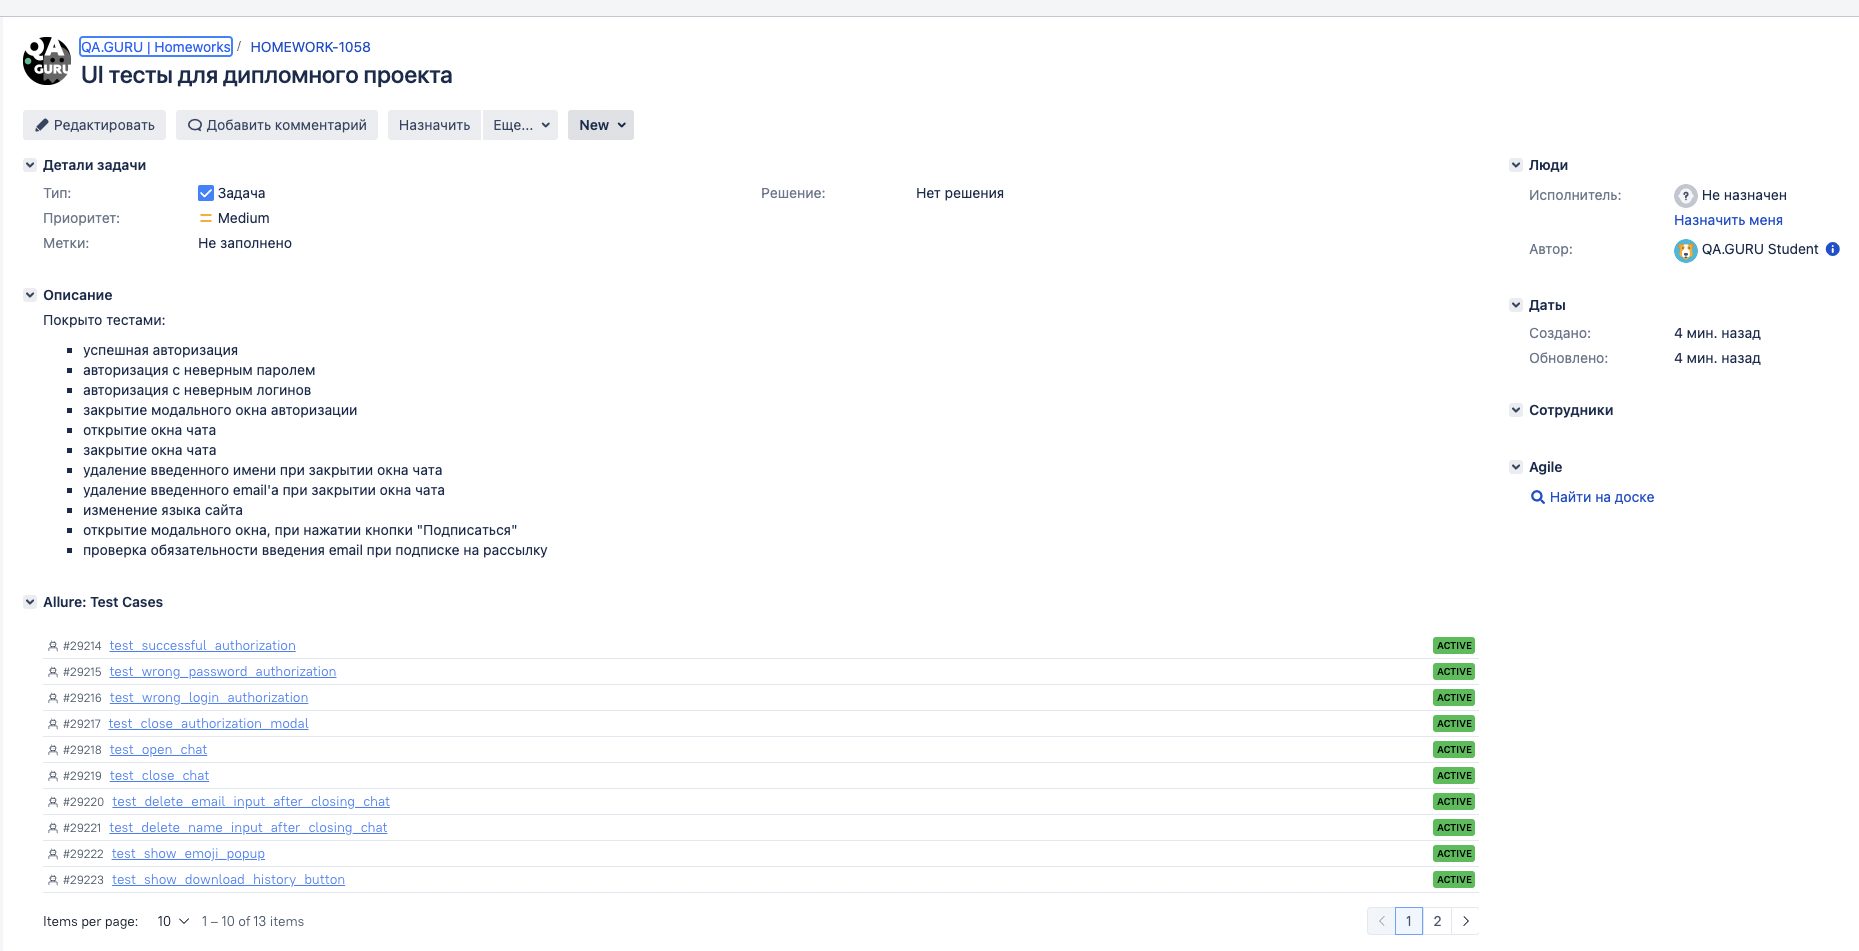 QA GURU
QA.GURU | Homeworks / HOMEWORK-1058
UI тесты для дипломного проекта
Редактировать Добавить комментарий Назначить Еще... New
Детали задачи
Тип: Задача Решение: Нет решения
Приоритет: Medium
Метки: Не заполнено
Описание
Покрыто тестами:
успешная авторизация
авторизация с неверным паролем
авторизация с неверным логинов
закрытие модального окна авторизации
открытие окна чата
закрытие окна чата
удаление введенного имени при закрытии окна чата
удаление введенного email'а при закрытии окна чата
изменение языка сайта
открытие модального окна, при нажатии кнопки "Подписаться"
проверка обязательности введения email при подписке на рассылку
Allure: Test Cases
#29214 test_successful_authorization ACTIVE
#29215 test_wrong_password_authorization ACTIVE
#29216 test_wrong_login_authorization ACTIVE
#29217 test_close_authorization_modal ACTIVE
#29218 test_open_chat ACTIVE
#29219 test_close_chat ACTIVE
#29220 test_delete_email_input_after_closing_chat ACTIVE
#29221 test_delete_name_input_after_closing_chat ACTIVE
#29222 test_show_emoji_popup ACTIVE
#29223 test_show_download_history_button ACTIVE
Items per page: 10 1 – 10 of 13 items < 1 2 >
Люди
Исполнитель: Не назначен
Назначить меня
Автор: QA.GURU Student
Даты
Создано: 4 мин. назад
Обновлено: 4 мин. назад
Сотрудники
Agile
Найти на доске